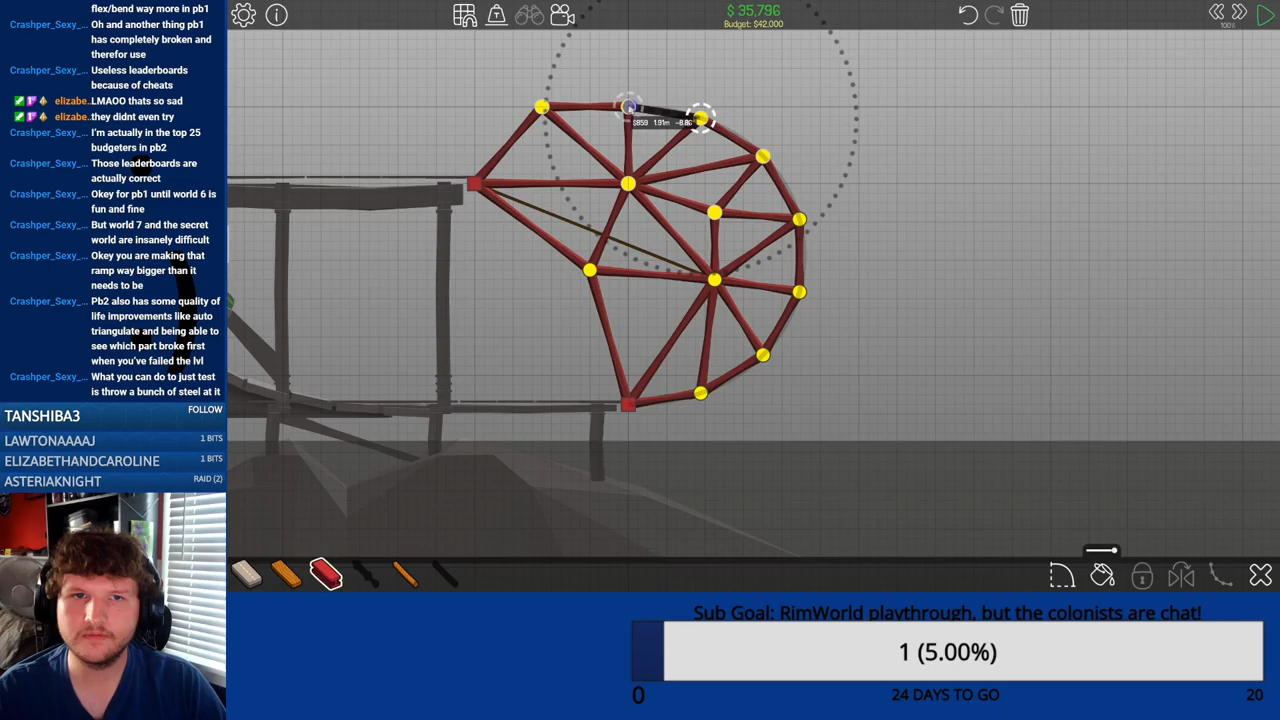 flex/bend way more in pb1
Crashper_Sexy_... Oh and another thing pb1
has completely broken and
therefor use
Crashper_Sexy_... Useless leaderboards
because of cheats
elizabe.. LMAOO thats so sad
elizabe.. they didnt even try
Crashper_Sexy_... I'm actually in the top 25
budgeters in pb2
Crashper_Sexy_... Those leaderboards are
actually correct
Crashper_Sexy_... Okey for pb1 until world 6 is
fun and fine
Crashper_Sexy_... But world 7 and the secret
world are insanely difficult
Crashper_Sexy_... Okey you are making that
ramp way bigger than it
needs to be
Crashper_Sexy_... Pb2 also has some quality of
life improvements like auto
triangulate and being able to
see which part broke first
when you've failed the lvl
Crashper_Sexy_... What you can do to just test
is throw a bunch of steel at it
TANSHIBA3 FOLLOW
LAWTONAAAAJ 1 BITS
ELIZABETHANDCAROLINE 1 BITS
ASTERIAKNIGHT RAID (2)
$ 35,796
Budget: $42,000
100%
$859 1.91m
Sub Goal: RimWorld playthrough, but the colonists are chat!
1 (5.00%)
0 24 DAYS TO GO 20